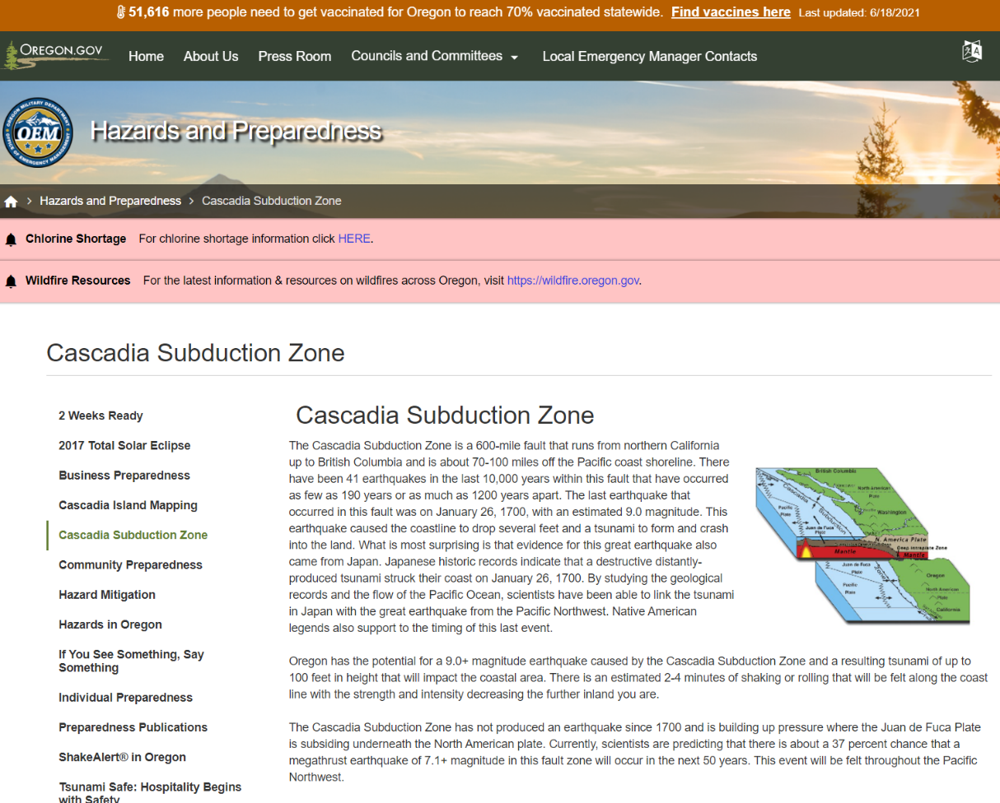 51,616 more people need to get vaccinated for Oregon to reach 70% vaccinated statewide. Find vaccines here Last updated: 6/18/2021
OREGON.GOV
Home About Us Press Room Councils and Committees Local Emergency Manager Contacts
OREGON MILITARY DEPARTMENT
OEM
OFFICE OF EMERGENCY MANAGEMENT
Hazards and Preparedness
Hazards and Preparedness > Cascadia Subduction Zone
Chlorine Shortage For chlorine shortage information click HERE.
Wildfire Resources For the latest information & resources on wildfires across Oregon, visit https://wildfire.oregon.gov.
Cascadia Subduction Zone
2 Weeks Ready
2017 Total Solar Eclipse
Business Preparedness
Cascadia Island Mapping
Cascadia Subduction Zone
Community Preparedness
Hazard Mitigation
Hazards in Oregon
If You See Something, Say
Something
Individual Preparedness
Preparedness Publications
ShakeAlert® in Oregon
Tsunami Safe: Hospitality Begins
with Safety
Cascadia Subduction Zone
The Cascadia Subduction Zone is a 600-mile fault that runs from northern California
up to British Columbia and is about 70-100 miles off the Pacific coast shoreline. There
have been 41 earthquakes in the last 10,000 years within this fault that have occurred
as few as 190 years or as much as 1200 years apart. The last earthquake that
occurred in this fault was on January 26, 1700, with an estimated 9.0 magnitude. This
earthquake caused the coastline to drop several feet and a tsunami to form and crash
into the land. What is most surprising is that evidence for this great earthquake also
came from Japan. Japanese historic records indicate that a destructive distantly-
produced tsunami struck their coast on January 26, 1700. By studying the geological
records and the flow of the Pacific Ocean, scientists have been able to link the tsunami
in Japan with the great earthquake from the Pacific Northwest. Native American
legends also support to the timing of this last event.
British Columbia
North American
Plate
Cascadia
Subduction
Washington
Pacific
Plate
Juan de Fuca
Plate
N. America Plate
Deep Intraplate Zone
Mantle
Mantle
Juan de Fuca
Plate
Oregon
Pacific
Plate
North American
Plate
California
Oregon has the potential for a 9.0+ magnitude earthquake caused by the Cascadia Subduction Zone and a resulting tsunami of up to
100 feet in height that will impact the coastal area. There is an estimated 2-4 minutes of shaking or rolling that will be felt along the coast
line with the strength and intensity decreasing the further inland you are.
The Cascadia Subduction Zone has not produced an earthquake since 1700 and is building up pressure where the Juan de Fuca Plate
is subsiding underneath the North American plate. Currently, scientists are predicting that there is about a 37 percent chance that a
megathrust earthquake of 7.1+ magnitude in this fault zone will occur in the next 50 years. This event will be felt throughout the Pacific
Northwest.